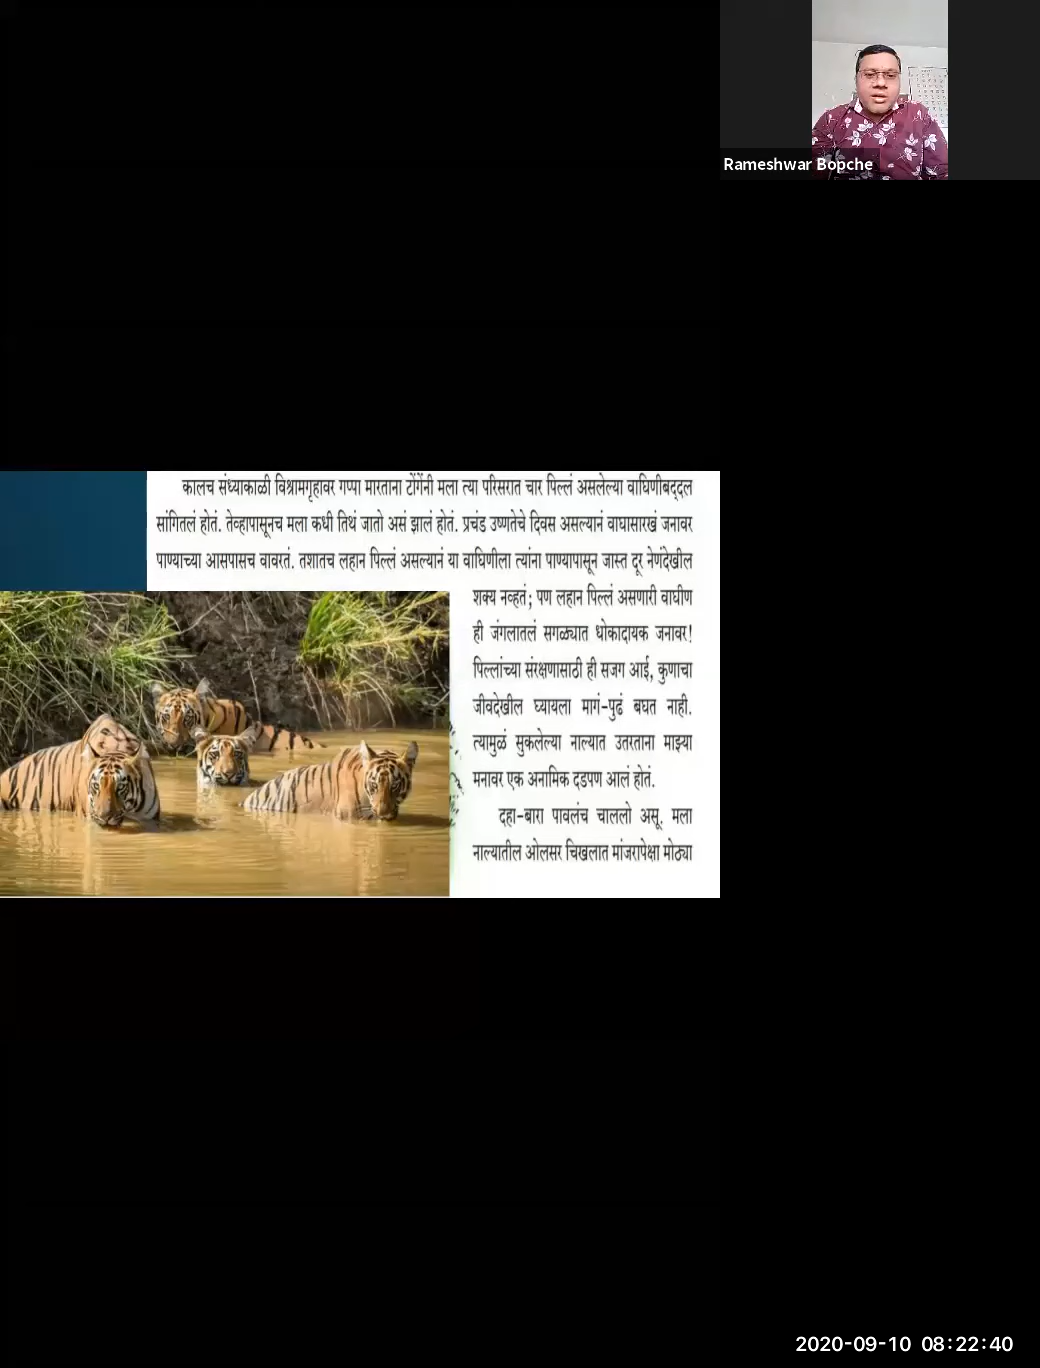 Rameshwar Bopche
कालच संध्याकाळी विश्रामगृहावर गप्पा मारताना टोंगेंनी मला त्या परिसरात चार पिल्लं असलेल्या वाघिणीबद्दल
सांगितलं होतं. तेव्हापासूनच मला कधी तिथं जातो असं झालं होतं. प्रचंड उष्णतेचे दिवस असल्यानं वाघासारखं जनावर
पाण्याच्या आसपासच वावरतं. तशातच लहान पिल्लं असल्यानं या वाघिणीला त्यांना पाण्यापासून जास्त दूर नेणंदेखील
शक्य नव्हतं; पण लहान पिल्लं असणारी वाघीण
ही जंगलातलं सगळ्यात धोकादायक जनावर!
पिल्लांच्या संरक्षणासाठी ही सजग आई, कुणाचा
जीवदेखील घ्यायला मागं-पुढं बघत नाही.
त्यामुळं सुकलेल्या नाल्यात उतरताना माझ्या
मनावर एक अनामिक दडपण आलं होतं.
दहा-बारा पावलंच चाललो असू. मला
नाल्यातील ओलसर चिखलात मांजरापेक्षा मोठ्या
2020-09-10 08:22:40